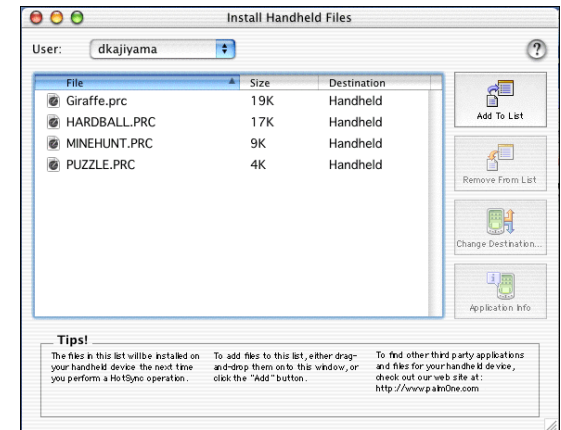 Install Handheld Files
User: dkajiyama
?
File Size Destination
Giraffe.prc 19K Handheld
HARDBALL.PRC 17K Handheld
MINEHUNT.PRC 9K Handheld
PUZZLE.PRC 4K Handheld
Add To List
Remove From List
Change Destination...
Application Info
Tips!
The files in this list will be installed on
your handheld device the next time
you perform a HotSync operation.
To add files to this list, either drag-
and-drop them onto this window, or
click the "Add" button.
To find other third party applications
and files for your handheld device,
check out our web site at:
http://www.palmOne.com